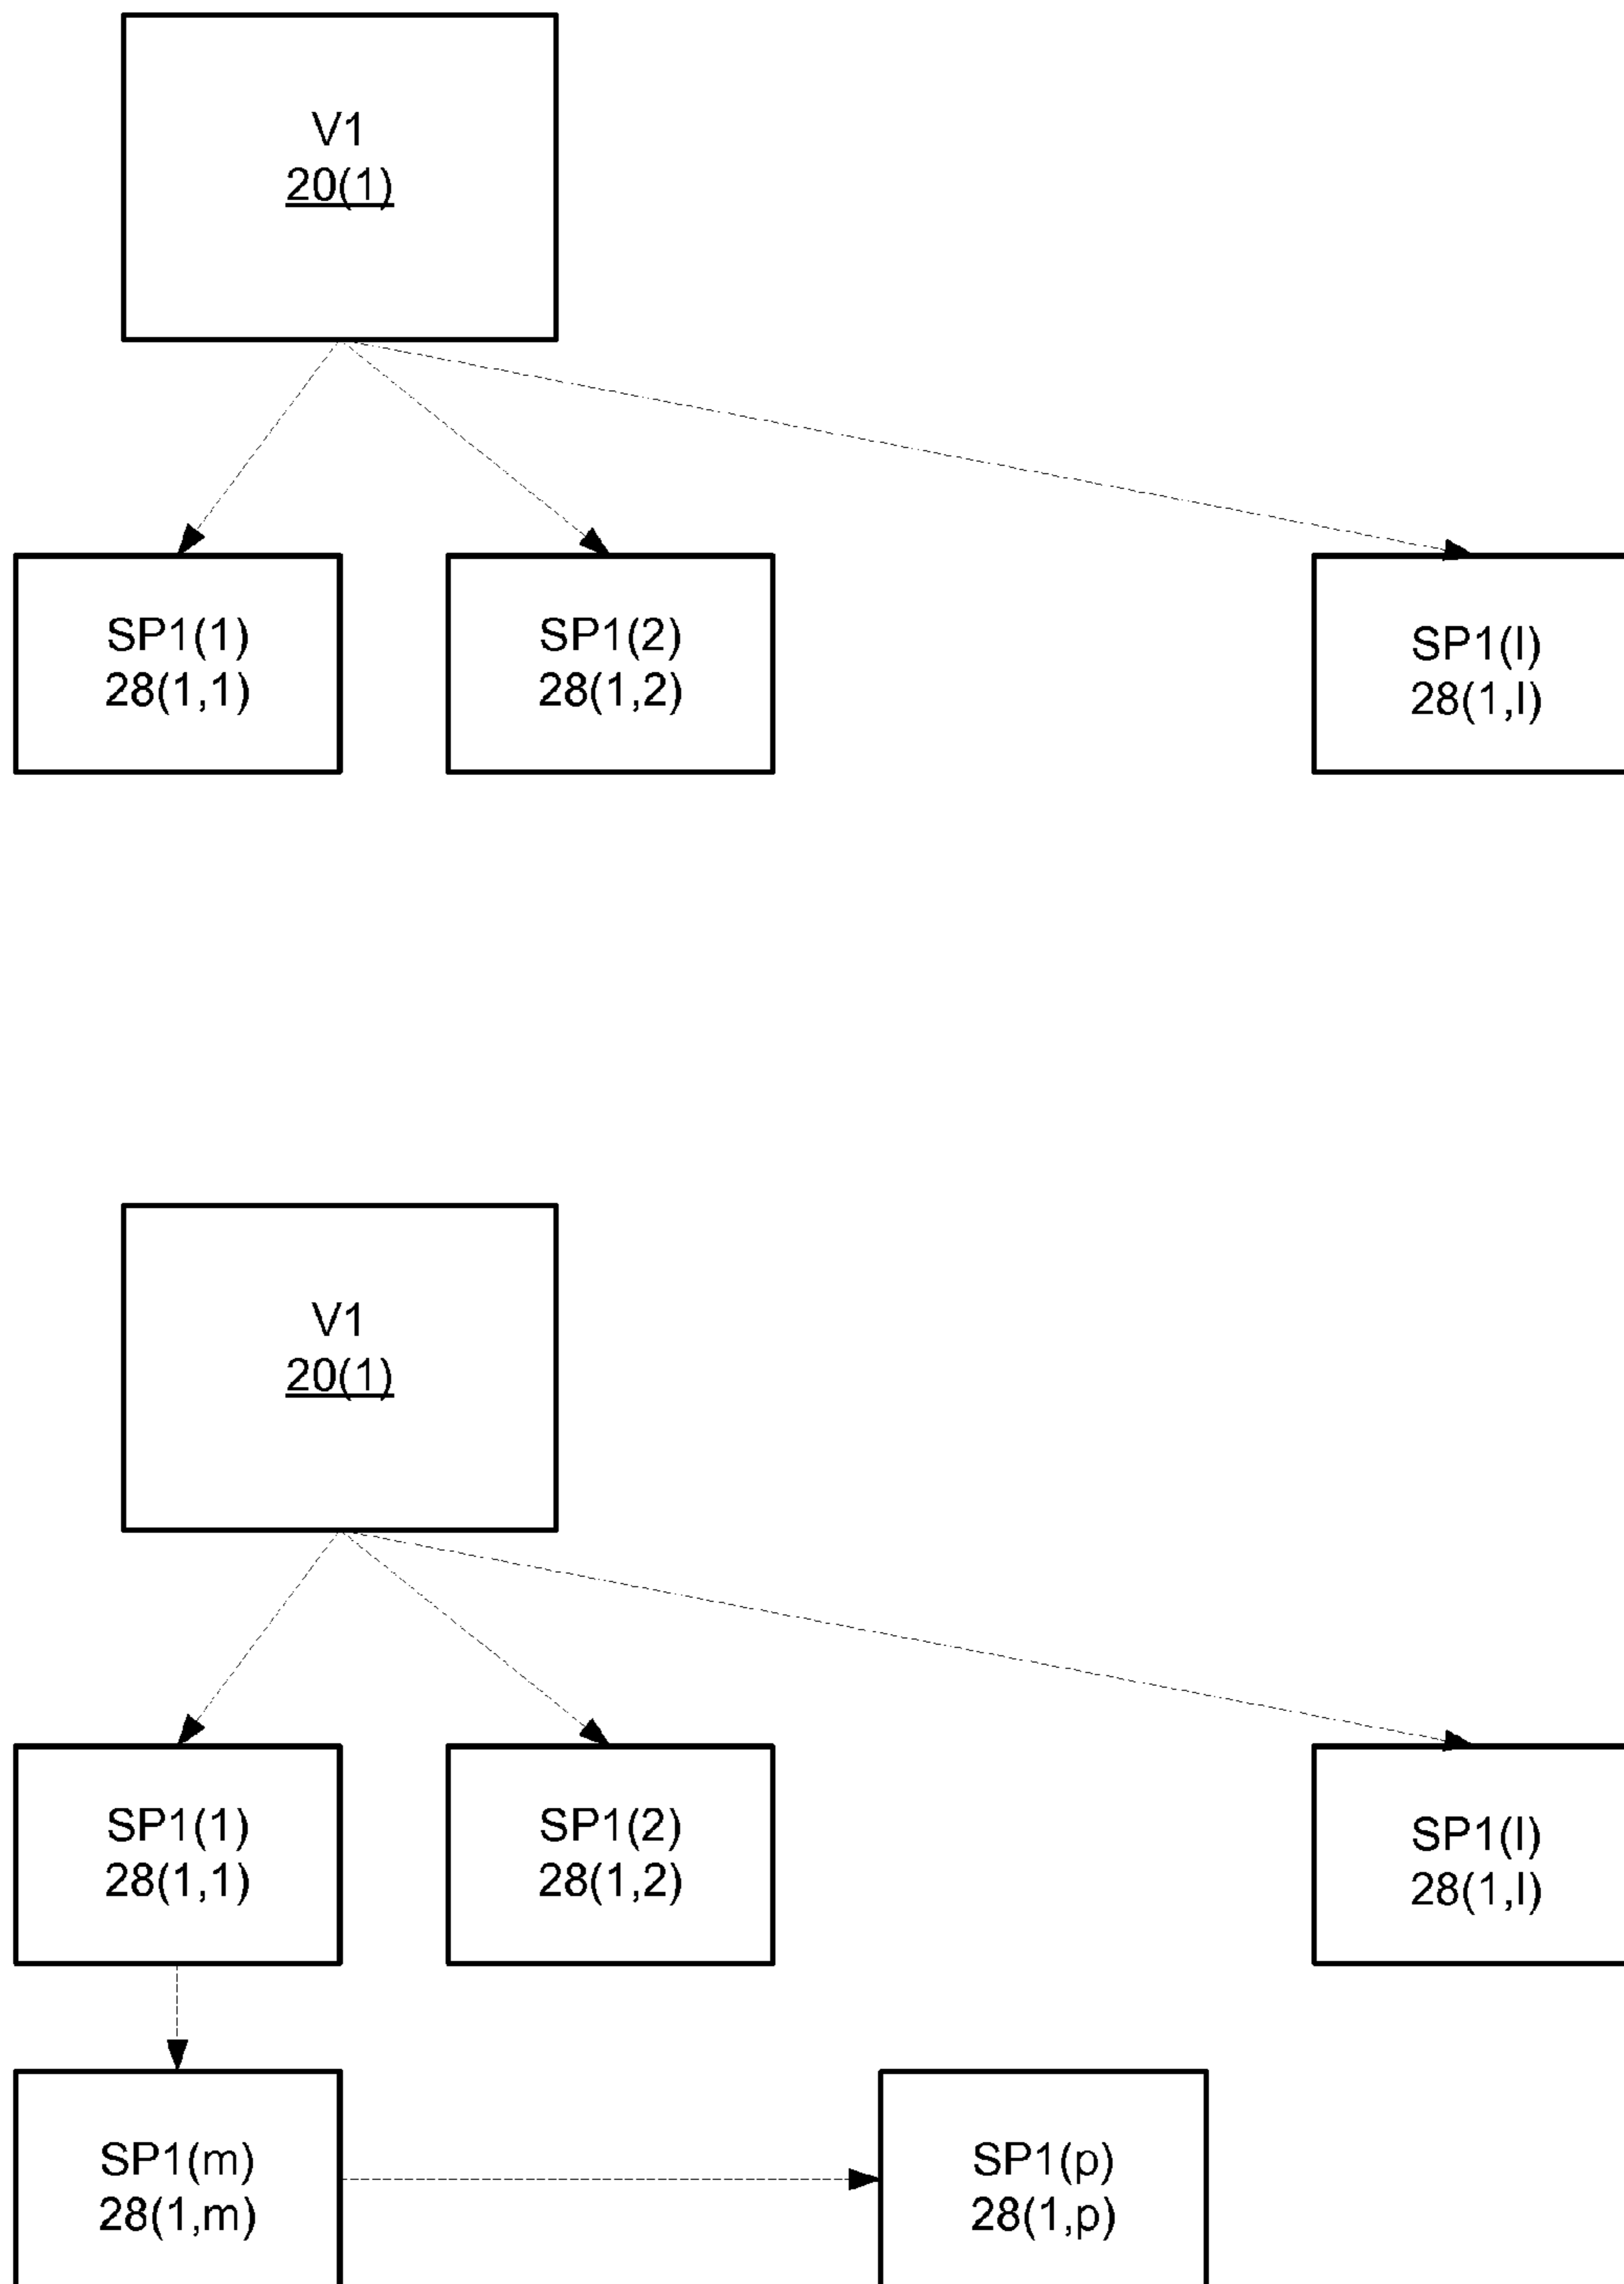 V1
20(1)
SP1(1)
28(1,1)
SP1(2)
28(1,2)
SP1(l)
28(1,l)
V1
20(1)
SP1(1)
28(1,1)
SP1(2)
28(1,2)
SP1(l)
28(1,l)
SP1(m)
28(1,m)
SP1(p)
28(1,p)